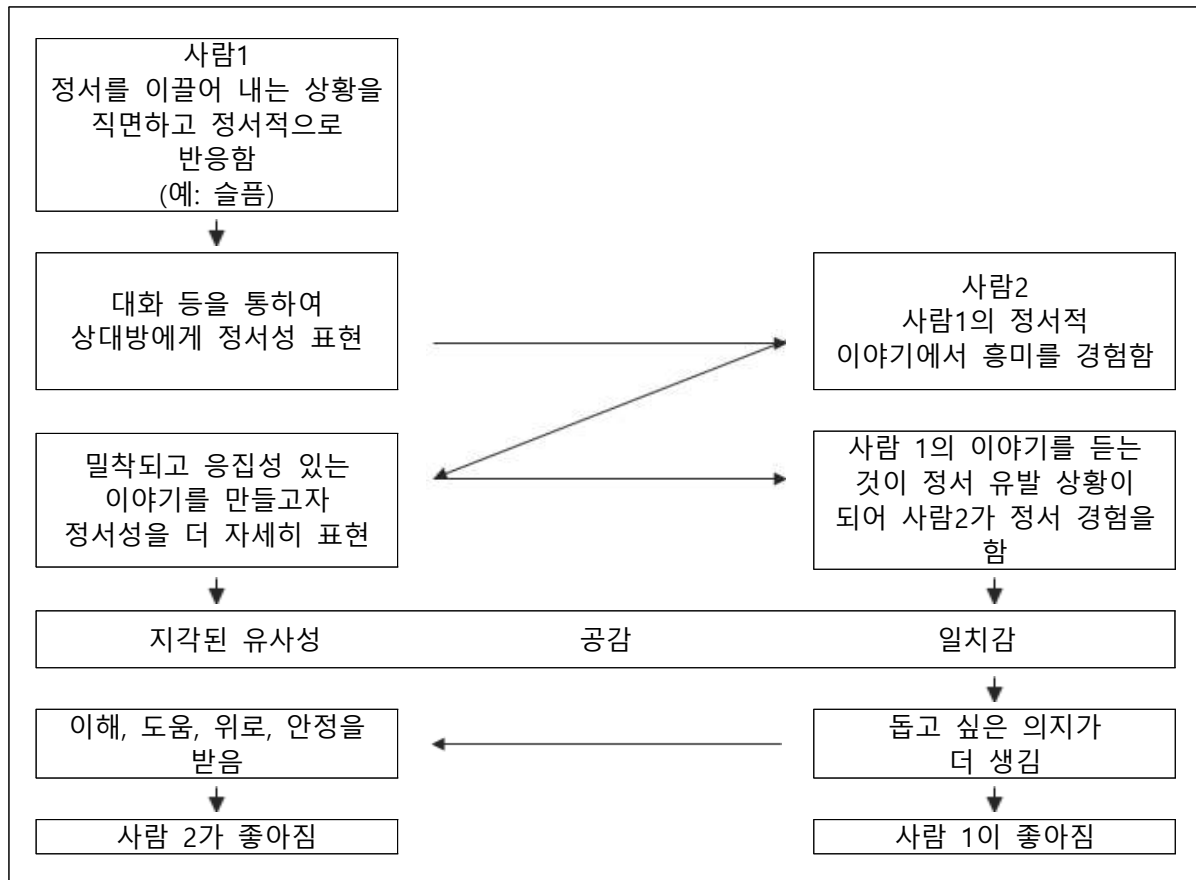 사람1
정서를 이끌어 내는 상황을
직면하고 정서적으로
반응함
(예: 슬픔)
대화 등을 통하여
상대방에게 정서성 표현
사람2
사람1의 정서적
이야기에서 흥미를 경험함
밀착되고 응집성 있는
이야기를 만들고자
정서성을 더 자세히 표현
사람 1의 이야기를 듣는
것이 정서 유발 상황이
되어 사람2가 정서 경험을
함
지각된 유사성 공감 일치감
이해, 도움, 위로, 안정을
받음
돕고 싶은 의지가
더 생김
사람 2가 좋아짐
사람 1이 좋아짐